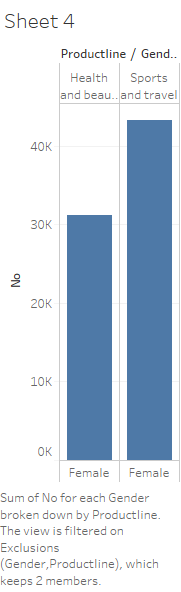 Sheet 4
Productline / Gend..
Health
and beau..
Sports
and travel
40K
30K
No
20K
10K
0K
Female
Female
Sum of No for each Gender
broken down by Productline.
The view is filtered on
Exclusions
(Gender,Productline), which
keeps 2 members.